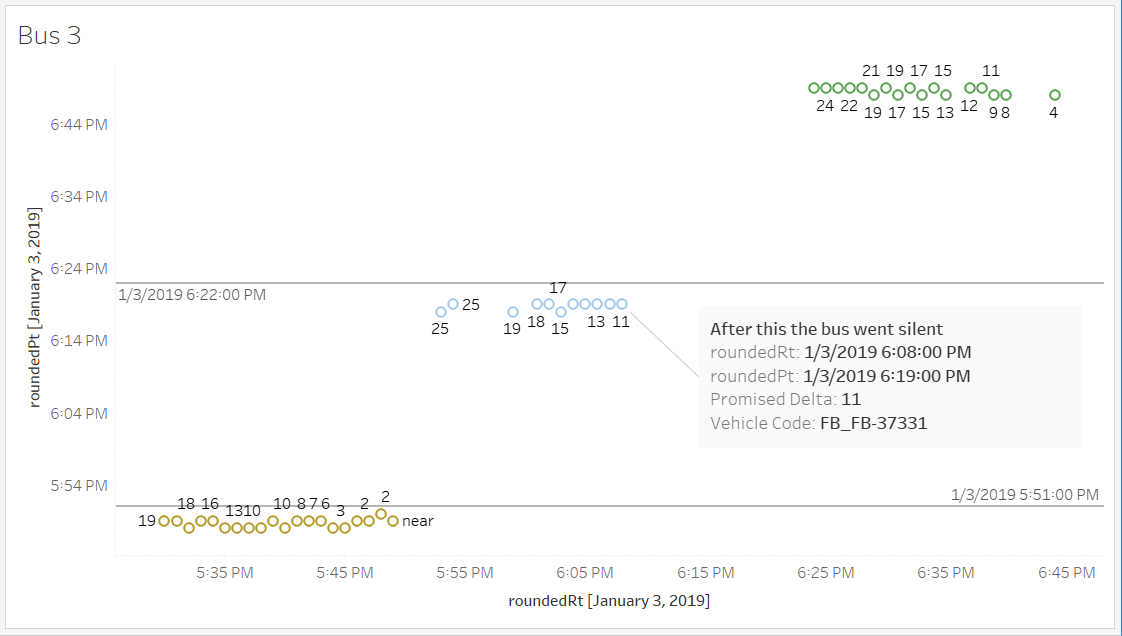 Bus 3
21 19 17 15 11
24 22 19 17 15 13 12 9 8 4
6:44 PM
6:34 PM
6:24 PM
1/3/2019 6:22:00 PM
17
25
25 19 18 15 13 11
6:14 PM
After this the bus went silent
roundedRt: 1/3/2019 6:08:00 PM
roundedPt: 1/3/2019 6:19:00 PM
Promised Delta: 11
Vehicle Code: FB_FB-37331
6:04 PM
5:54 PM
1/3/2019 5:51:00 PM
19 18 16 13 10 10 8 7 6 3 2 2 near
roundedPt [January 3, 2019]
5:35 PM 5:45 PM 5:55 PM 6:05 PM 6:15 PM 6:25 PM 6:35 PM 6:45 PM
roundedRt [January 3, 2019]